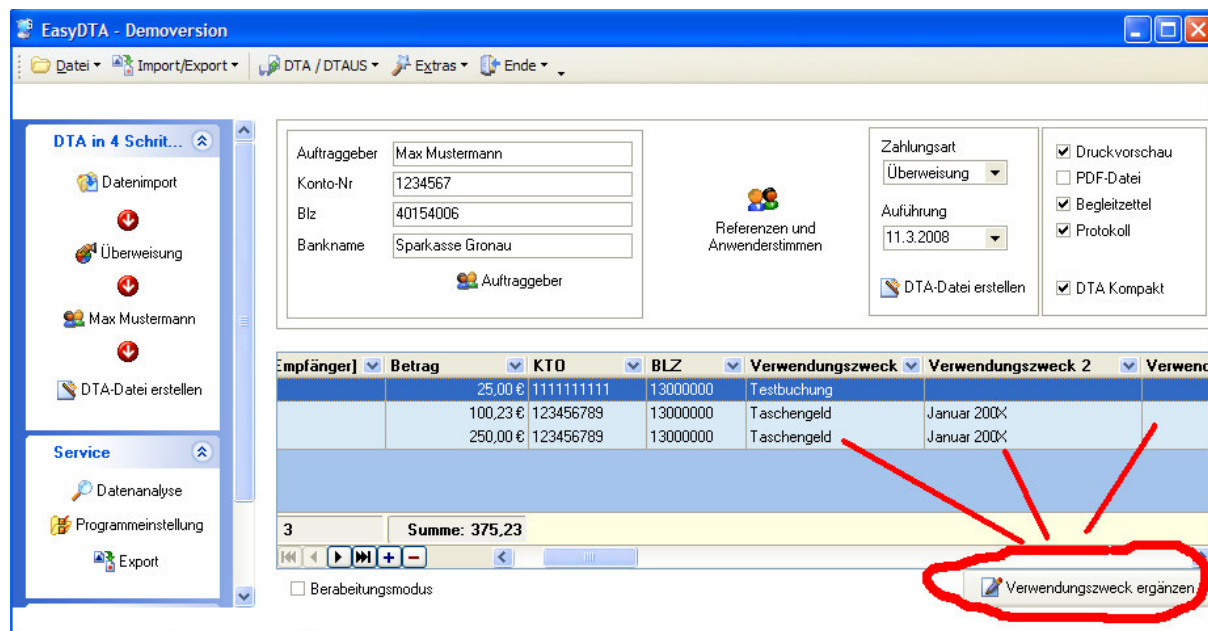 EasyDTA - Demoversion
Datei Import/Export DTA / DTAUS Extras Ende
DTA in 4 Schrit...
Datenimport
Überweisung
Max Mustermann
DTA-Datei erstellen
Service
Datenanalyse
Programmeinstellung
Export
Auftraggeber Max Mustermann
Konto-Nr 1234567
Blz 40154006
Bankname Sparkasse Gronau
Auftraggeber
Referenzen und
Anwenderstimmen
Zahlungsart
Überweisung
Auführung
11.3.2008
DTA-Datei erstellen
Druckvorschau
PDF-Datei
Begleitzettel
Protokoll
DTA Kompakt
Empfänger] Betrag KTO BLZ Verwendungszweck Verwendungszweck 2 Verwenc
25,00 € 1111111111 13000000 Testbuchung
100,23 € 123456789 13000000 Taschengeld Januar 200X
250,00 € 123456789 13000000 Taschengeld Januar 200X
3 Summe: 375,23
Berabeitungsmodus
Verwendungszweck ergänzen